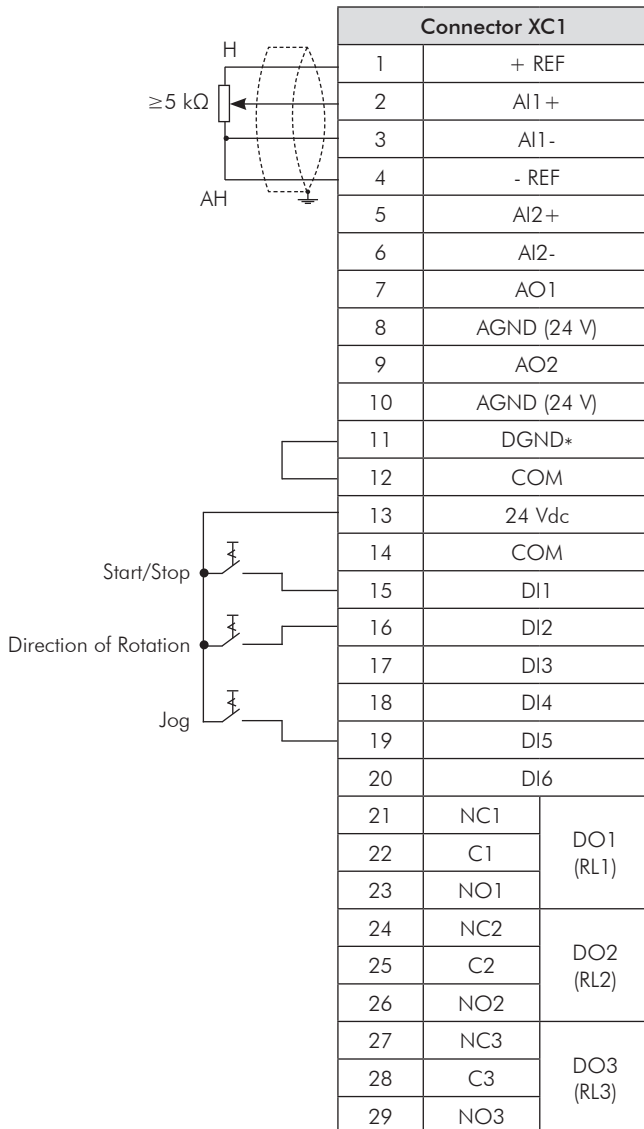 Connector XC1
H
1 + REF
≥5 kΩ
2 AI1+
3 AI1-
4 - REF
AH
5 AI2+
6 AI2-
7 AO1
8 AGND (24 V)
9 AO2
10 AGND (24 V)
11 DGND*
12 COM
13 24 Vdc
14 COM
Start/Stop
15 DI1
16 DI2
Direction of Rotation
17 DI3
18 DI4
Jog
19 DI5
20 DI6
21 NC1
22 C1
23 NO1
DO1
(RL1)
24 NC2
25 C2
26 NO2
DO2
(RL2)
27 NC3
28 C3
29 NO3
DO3
(RL3)